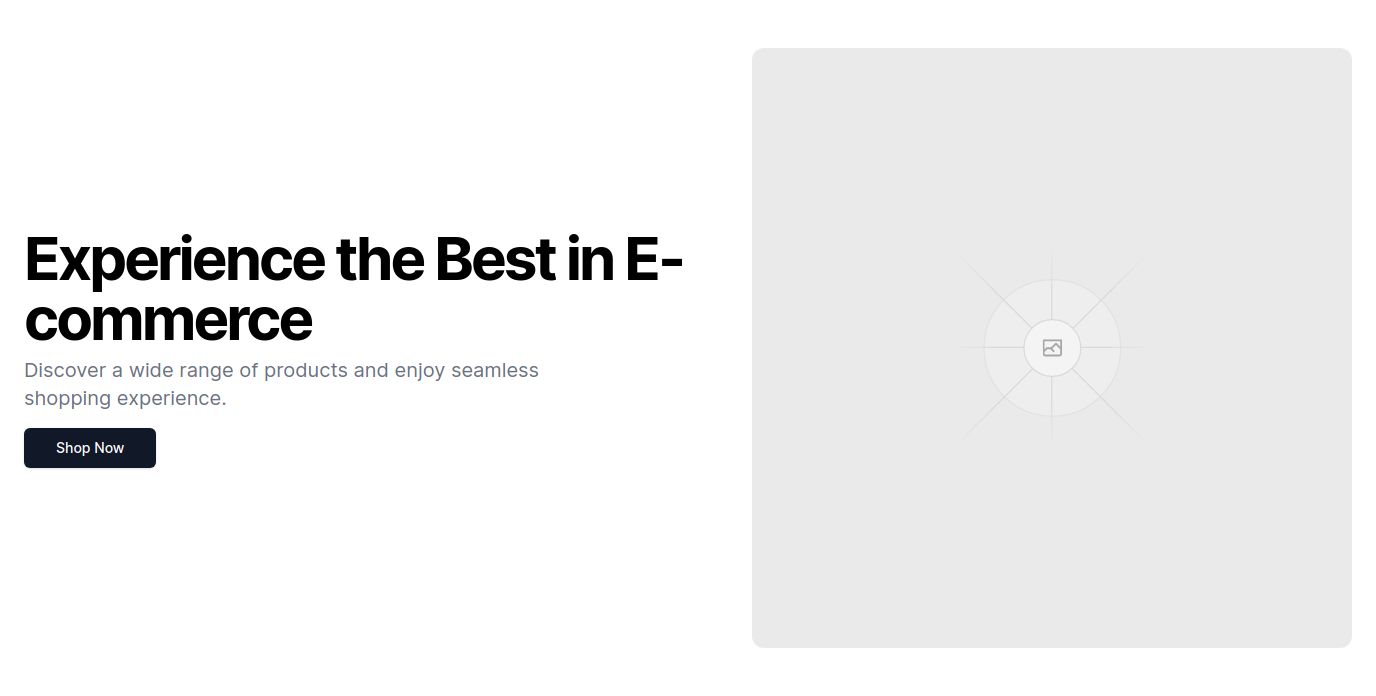 Experience the Best in E-
commerce
Discover a wide range of products and enjoy seamless
shopping experience.
Shop Now